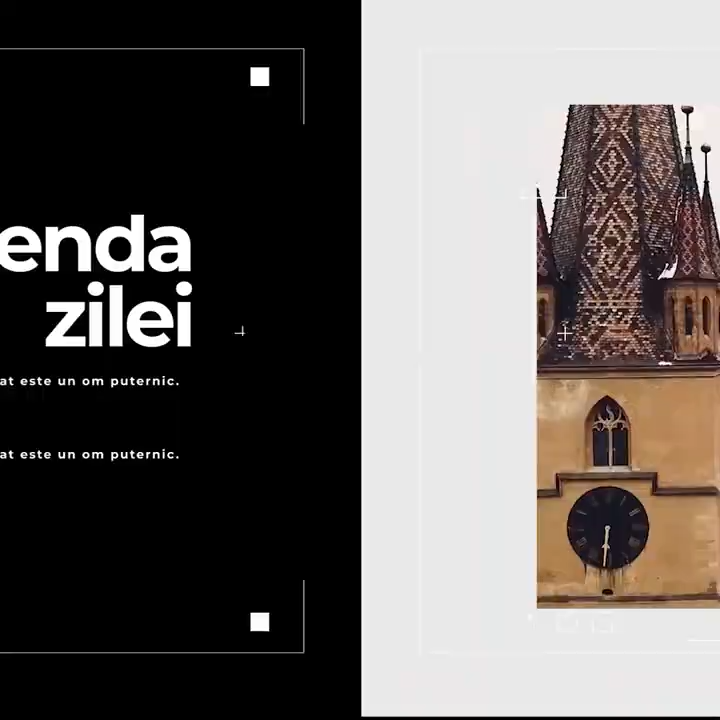 enda
zilei
at este un om puternic.
at este un om puternic.